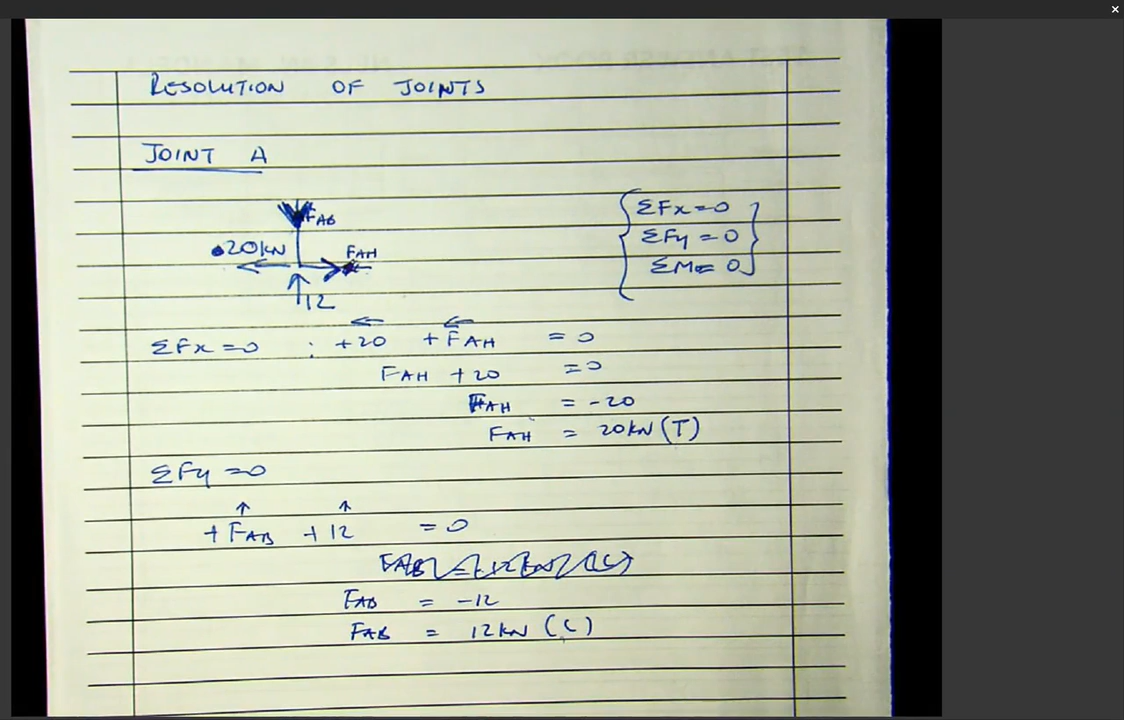 RESOLUTION OF JOINTS
JOINT A
FAB
20kN
FAH
12
ΣFx=0
ΣFy=0
ΣM=0
ΣFx=0 : +20 +FAH =0
FAH +20 =0
FAH = -20
FAH = 20kN (T)
ΣFy=0
+FAB +12 =0
FAB = -12
FAB = 12kN (C)